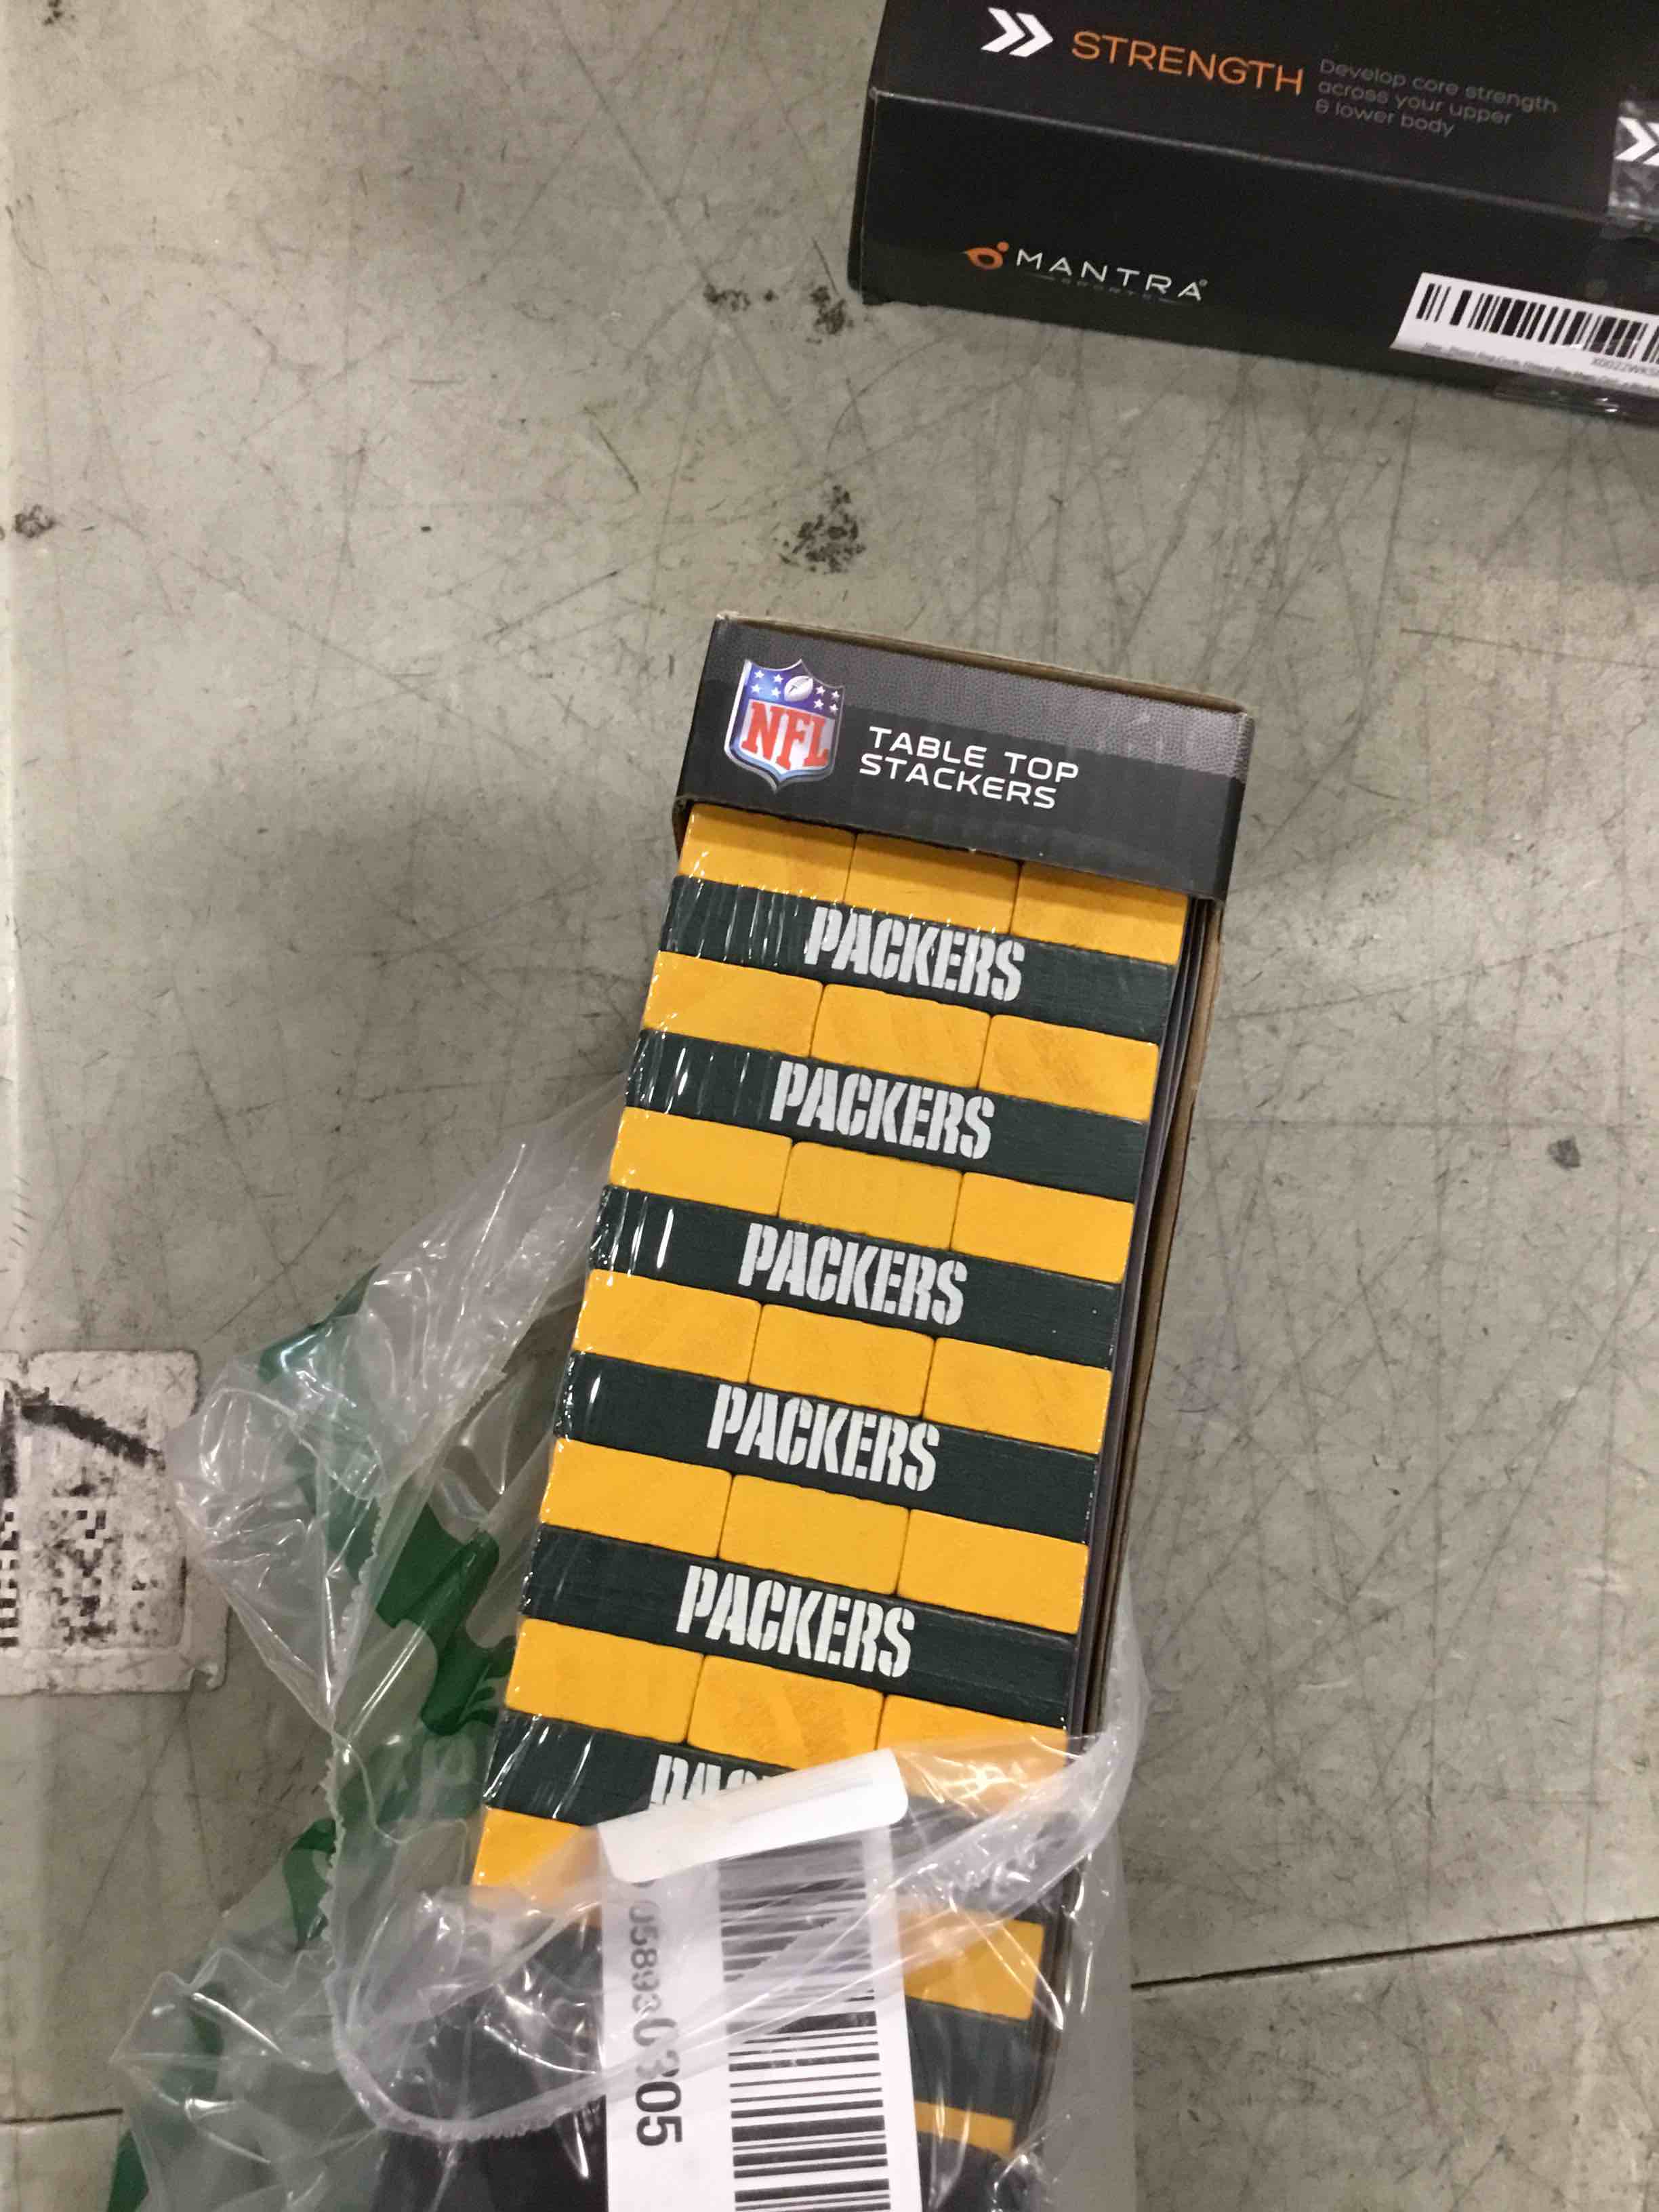 STRENGTH
Develop core strength
across your upper
& lower body
MANTRA
SPORTS
NFL
TABLE TOP
STACKERS
PACKERS
PACKERS
PACKERS
PACKERS
PACKERS